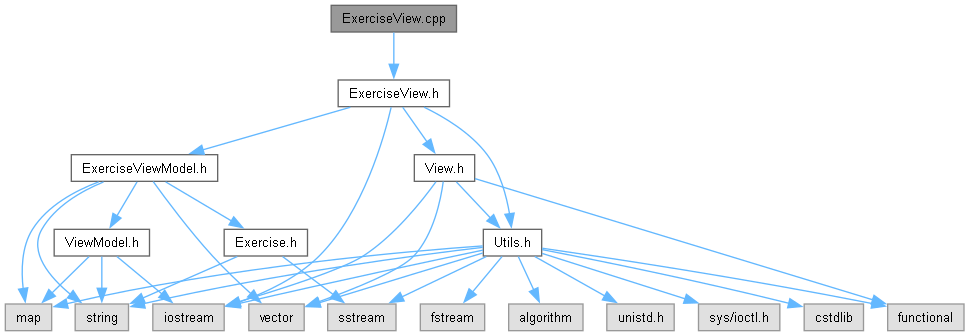 ExerciseView.cpp
ExerciseView.h
ExerciseViewModel.h
View.h
ViewModel.h
Exercise.h
Utils.h
map
string
iostream
vector
sstream
fstream
algorithm
unistd.h
sys/ioctl.h
cstdlib
functional